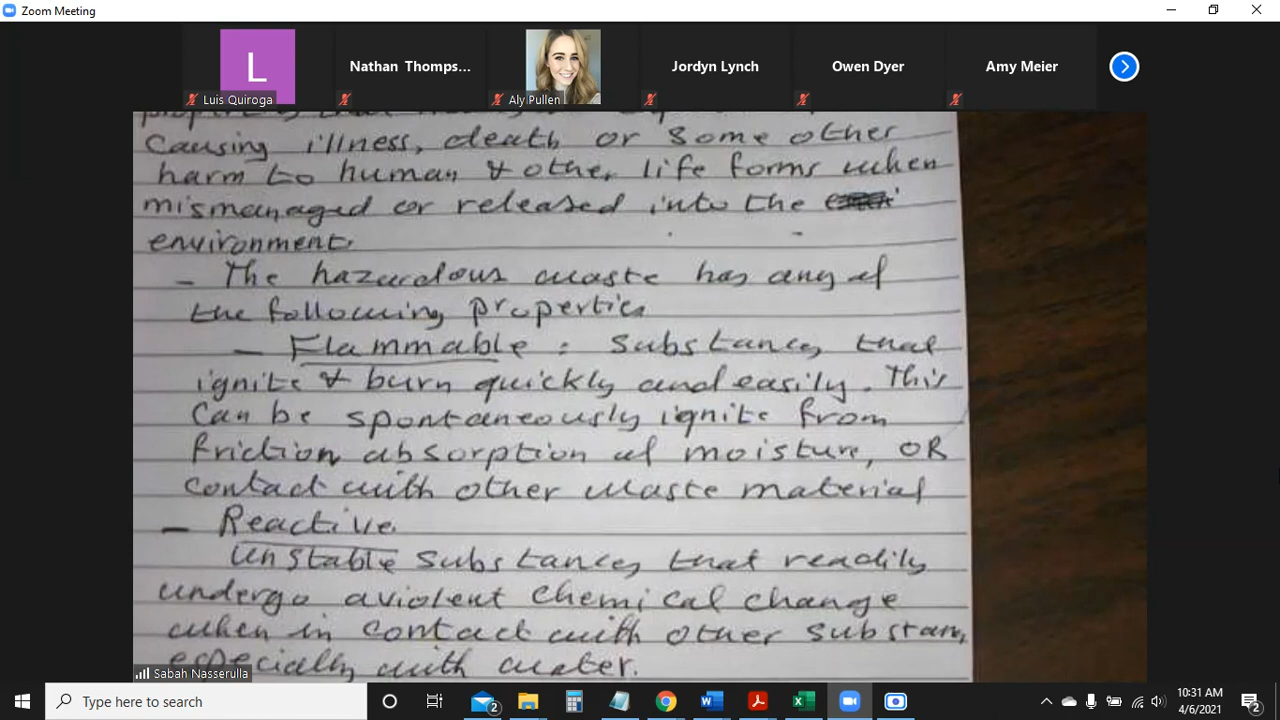 Zoom Meeting
L
Luis Quiroga
Nathan Thomps...
Aly Pullen
Jordyn Lynch
Owen Dyer
Amy Meier
Causing illness, death or some other
harm to human & other life forms when
mismanaged or released into the
environment.
- The hazardous waste has any of
the following properties
- Flammable : Substances that
ignite & burn quickly and easily. This
can be spontaneously ignite from
friction, absorption of moisture, OR
contact with other waste material
- Reactive.
Unstable Substances that readily
undergo a violent chemical change
when in contact with other substan
especially with water.
Sabah Nasserulla
Type here to search
2
10:31 AM
4/6/2021
2